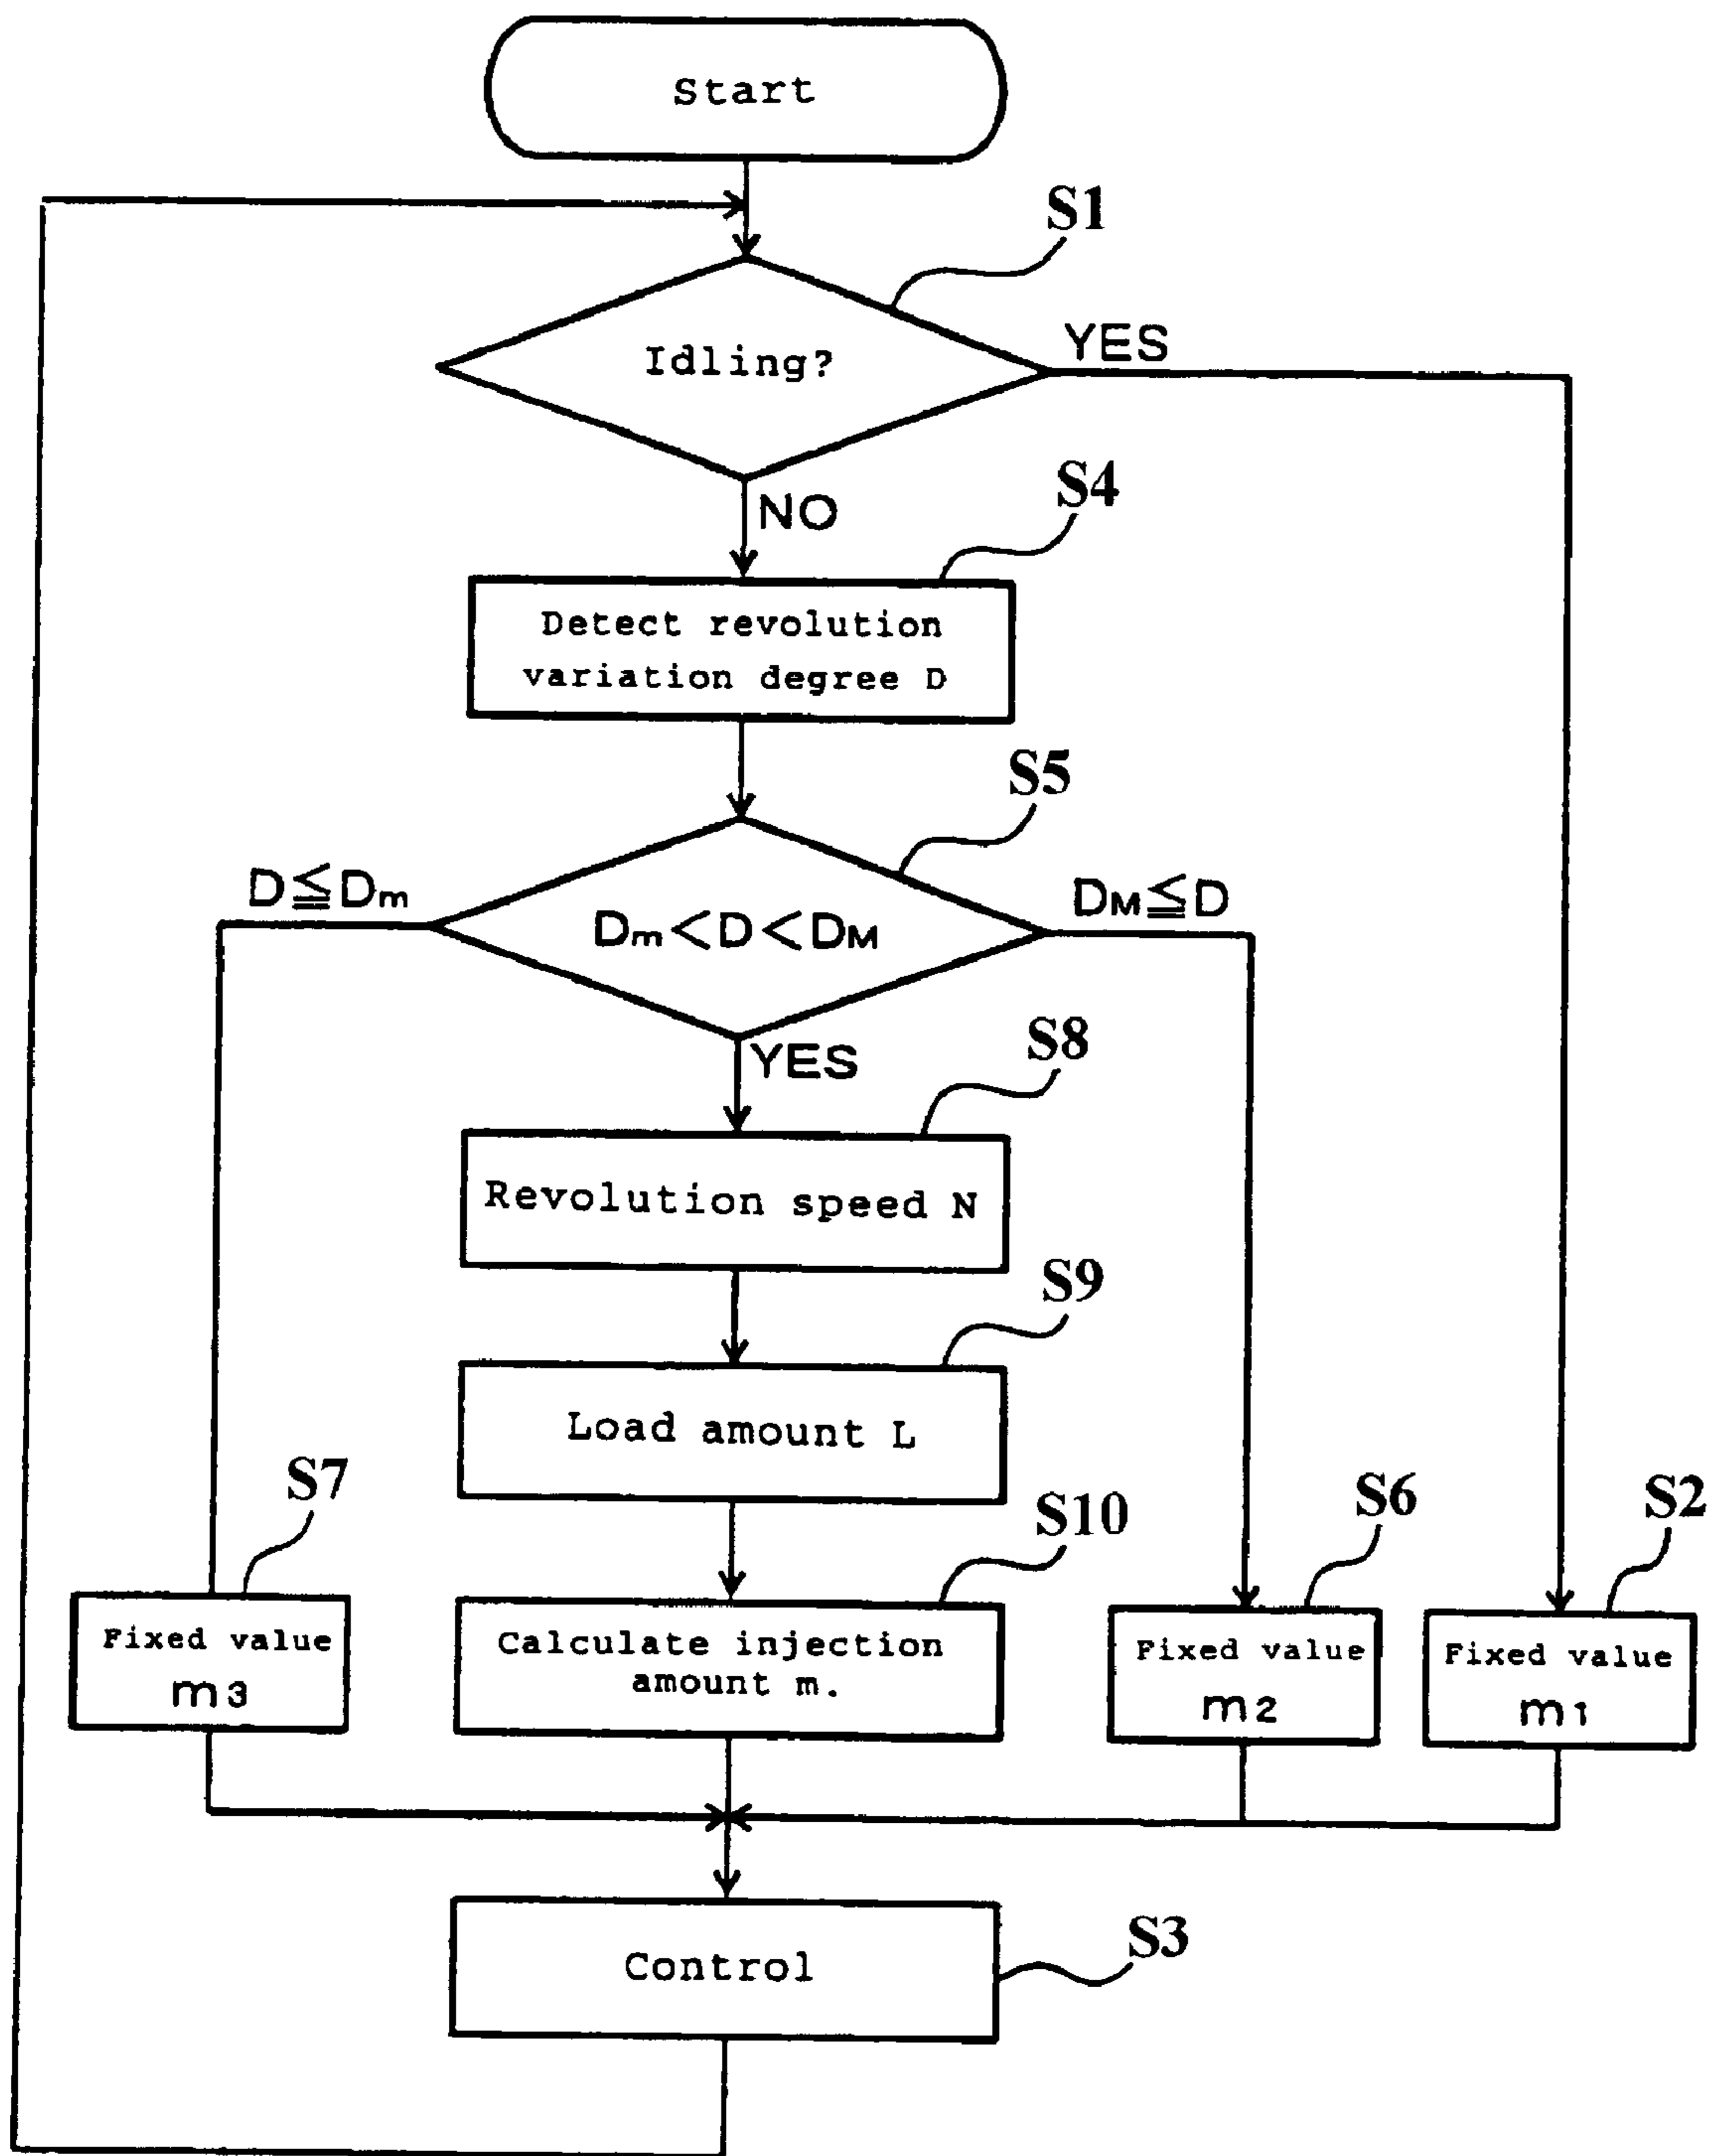 Start
S1
Idling?
YES
NO
S4
Detect revolution
variation degree D
S5
D≦Dm
Dm<D<DM
DM≦D
YES
S8
Revolution speed N
S9
Load amount L
S7
S10
S6
S2
Fixed value
m3
Calculate injection
amount m.
Fixed value
m2
Fixed value
m1
Control
S3